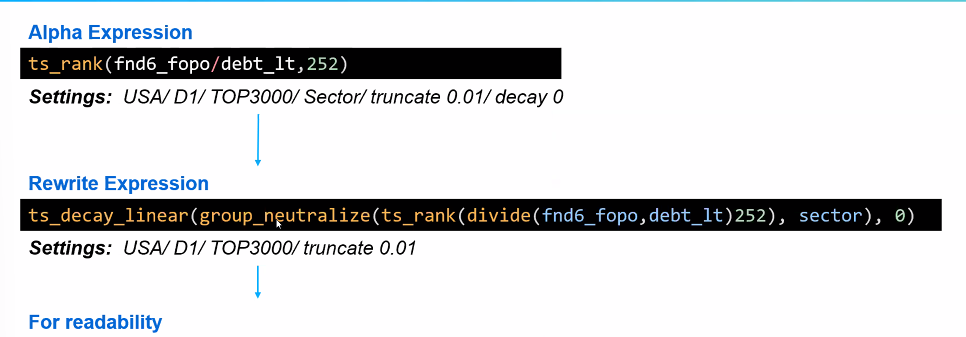 Alpha Expression
ts_rank(fnd6_fopo/debt_lt,252)
Settings: USA/ D1/ TOP3000/ Sector/ truncate 0.01/ decay 0
Rewrite Expression
ts_decay_linear(group_neutralize(ts_rank(divide(fnd6_fopo,debt_lt)252), sector), 0)
Settings: USA/ D1/ TOP3000/ truncate 0.01
For readability